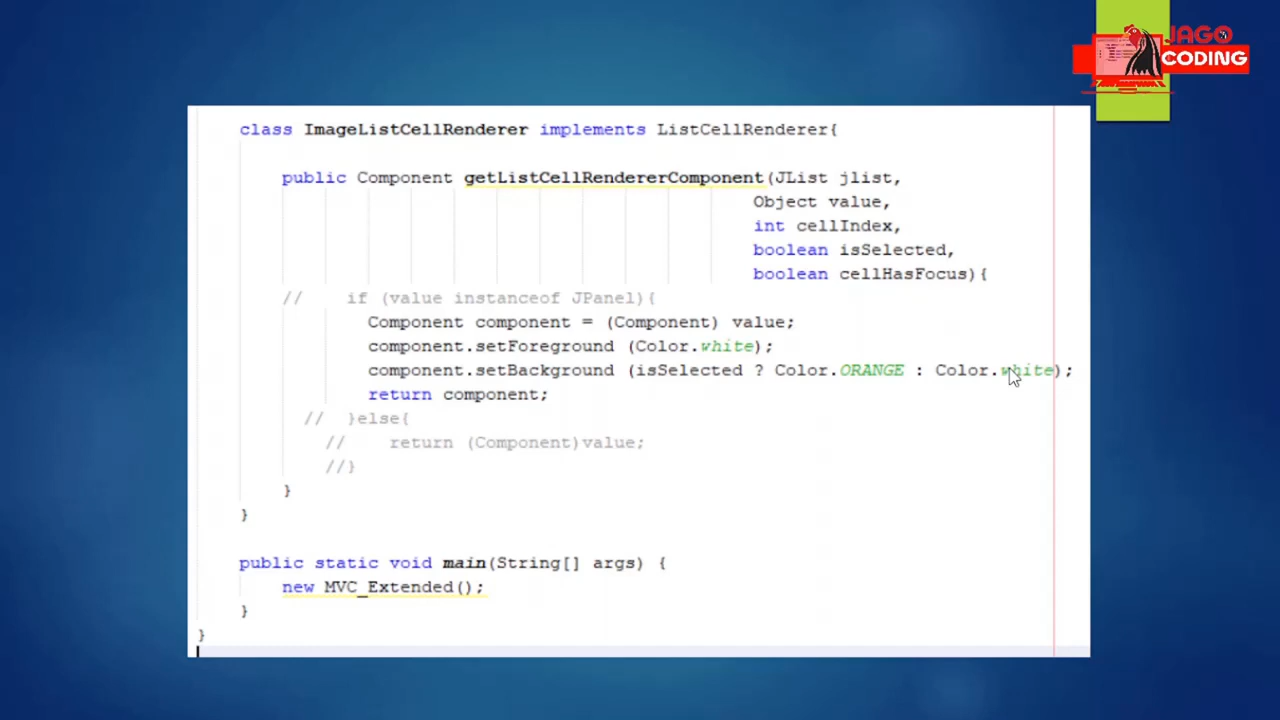 JAGO
CODING
class ImageListCellRenderer implements ListCellRenderer{
public Component getListCellRendererComponent(JList jlist,
Object value,
int cellIndex,
boolean isSelected,
boolean cellHasFocus){
// if (value instanceof JPanel){
Component component = (Component) value;
component.setForeground (Color.white);
component.setBackground (isSelected ? Color.ORANGE : Color.white);
return component;
// }else{
// return (Component)value;
//}
}
}
public static void main(String[] args) {
new MVC_Extended();
}
}